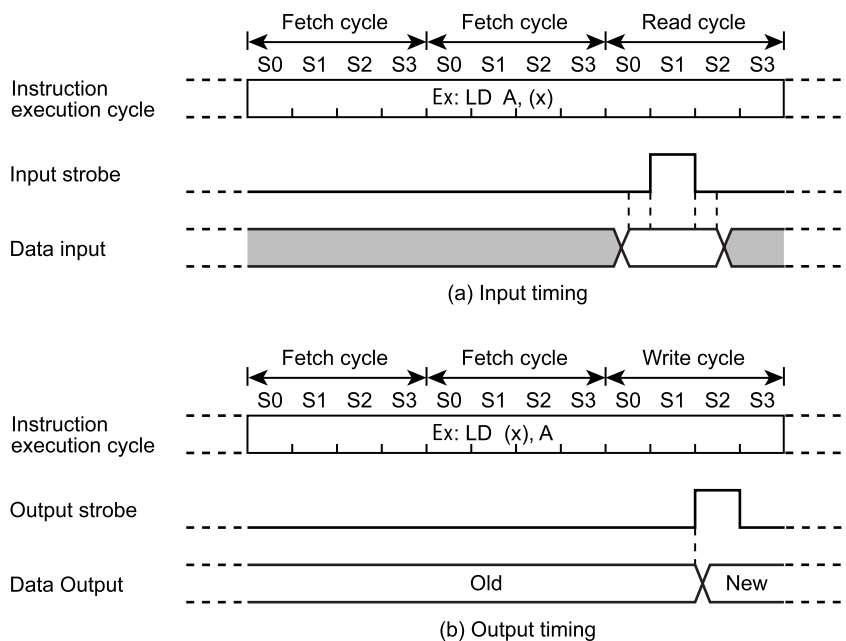 Fetch cycle Fetch cycle Read cycle
S0 S1 S2 S3 S0 S1 S2 S3 S0 S1 S2 S3
Instruction
execution cycle
Ex: LD A, (x)
Input strobe
Data input
(a) Input timing
Fetch cycle Fetch cycle Write cycle
S0 S1 S2 S3 S0 S1 S2 S3 S0 S1 S2 S3
Instruction
execution cycle
Ex: LD (x), A
Output strobe
Data Output Old New
(b) Output timing